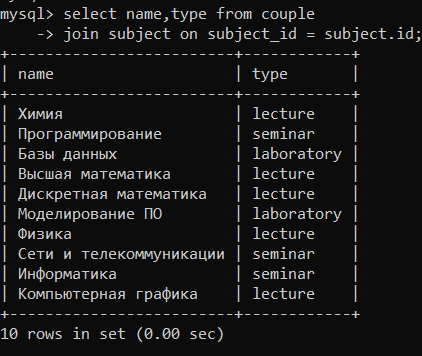 mysql> select name,type from couple
    -> join subject on subject_id = subject.id;
+-------------------------+------------+
| name                    | type       |
+-------------------------+------------+
| Химия                   | lecture    |
| Программирование        | seminar    |
| Базы данных             | laboratory |
| Высшая математика       | lecture    |
| Дискретная математика   | lecture    |
| Моделирование ПО        | laboratory |
| Физика                  | lecture    |
| Сети и телекоммуникации | seminar    |
| Информатика             | seminar    |
| Компьютерная графика    | lecture    |
+-------------------------+------------+
10 rows in set (0.00 sec)